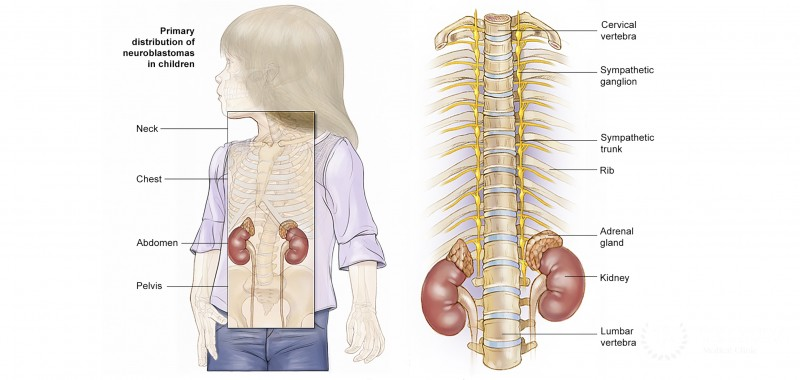 Primary
distribution of
neuroblastomas
in children
Neck
Chest
Abdomen
Pelvis
Cervical
vertebra
Sympathetic
ganglion
Sympathetic
trunk
Rib
Adrenal
gland
Kidney
Lumbar
vertebra